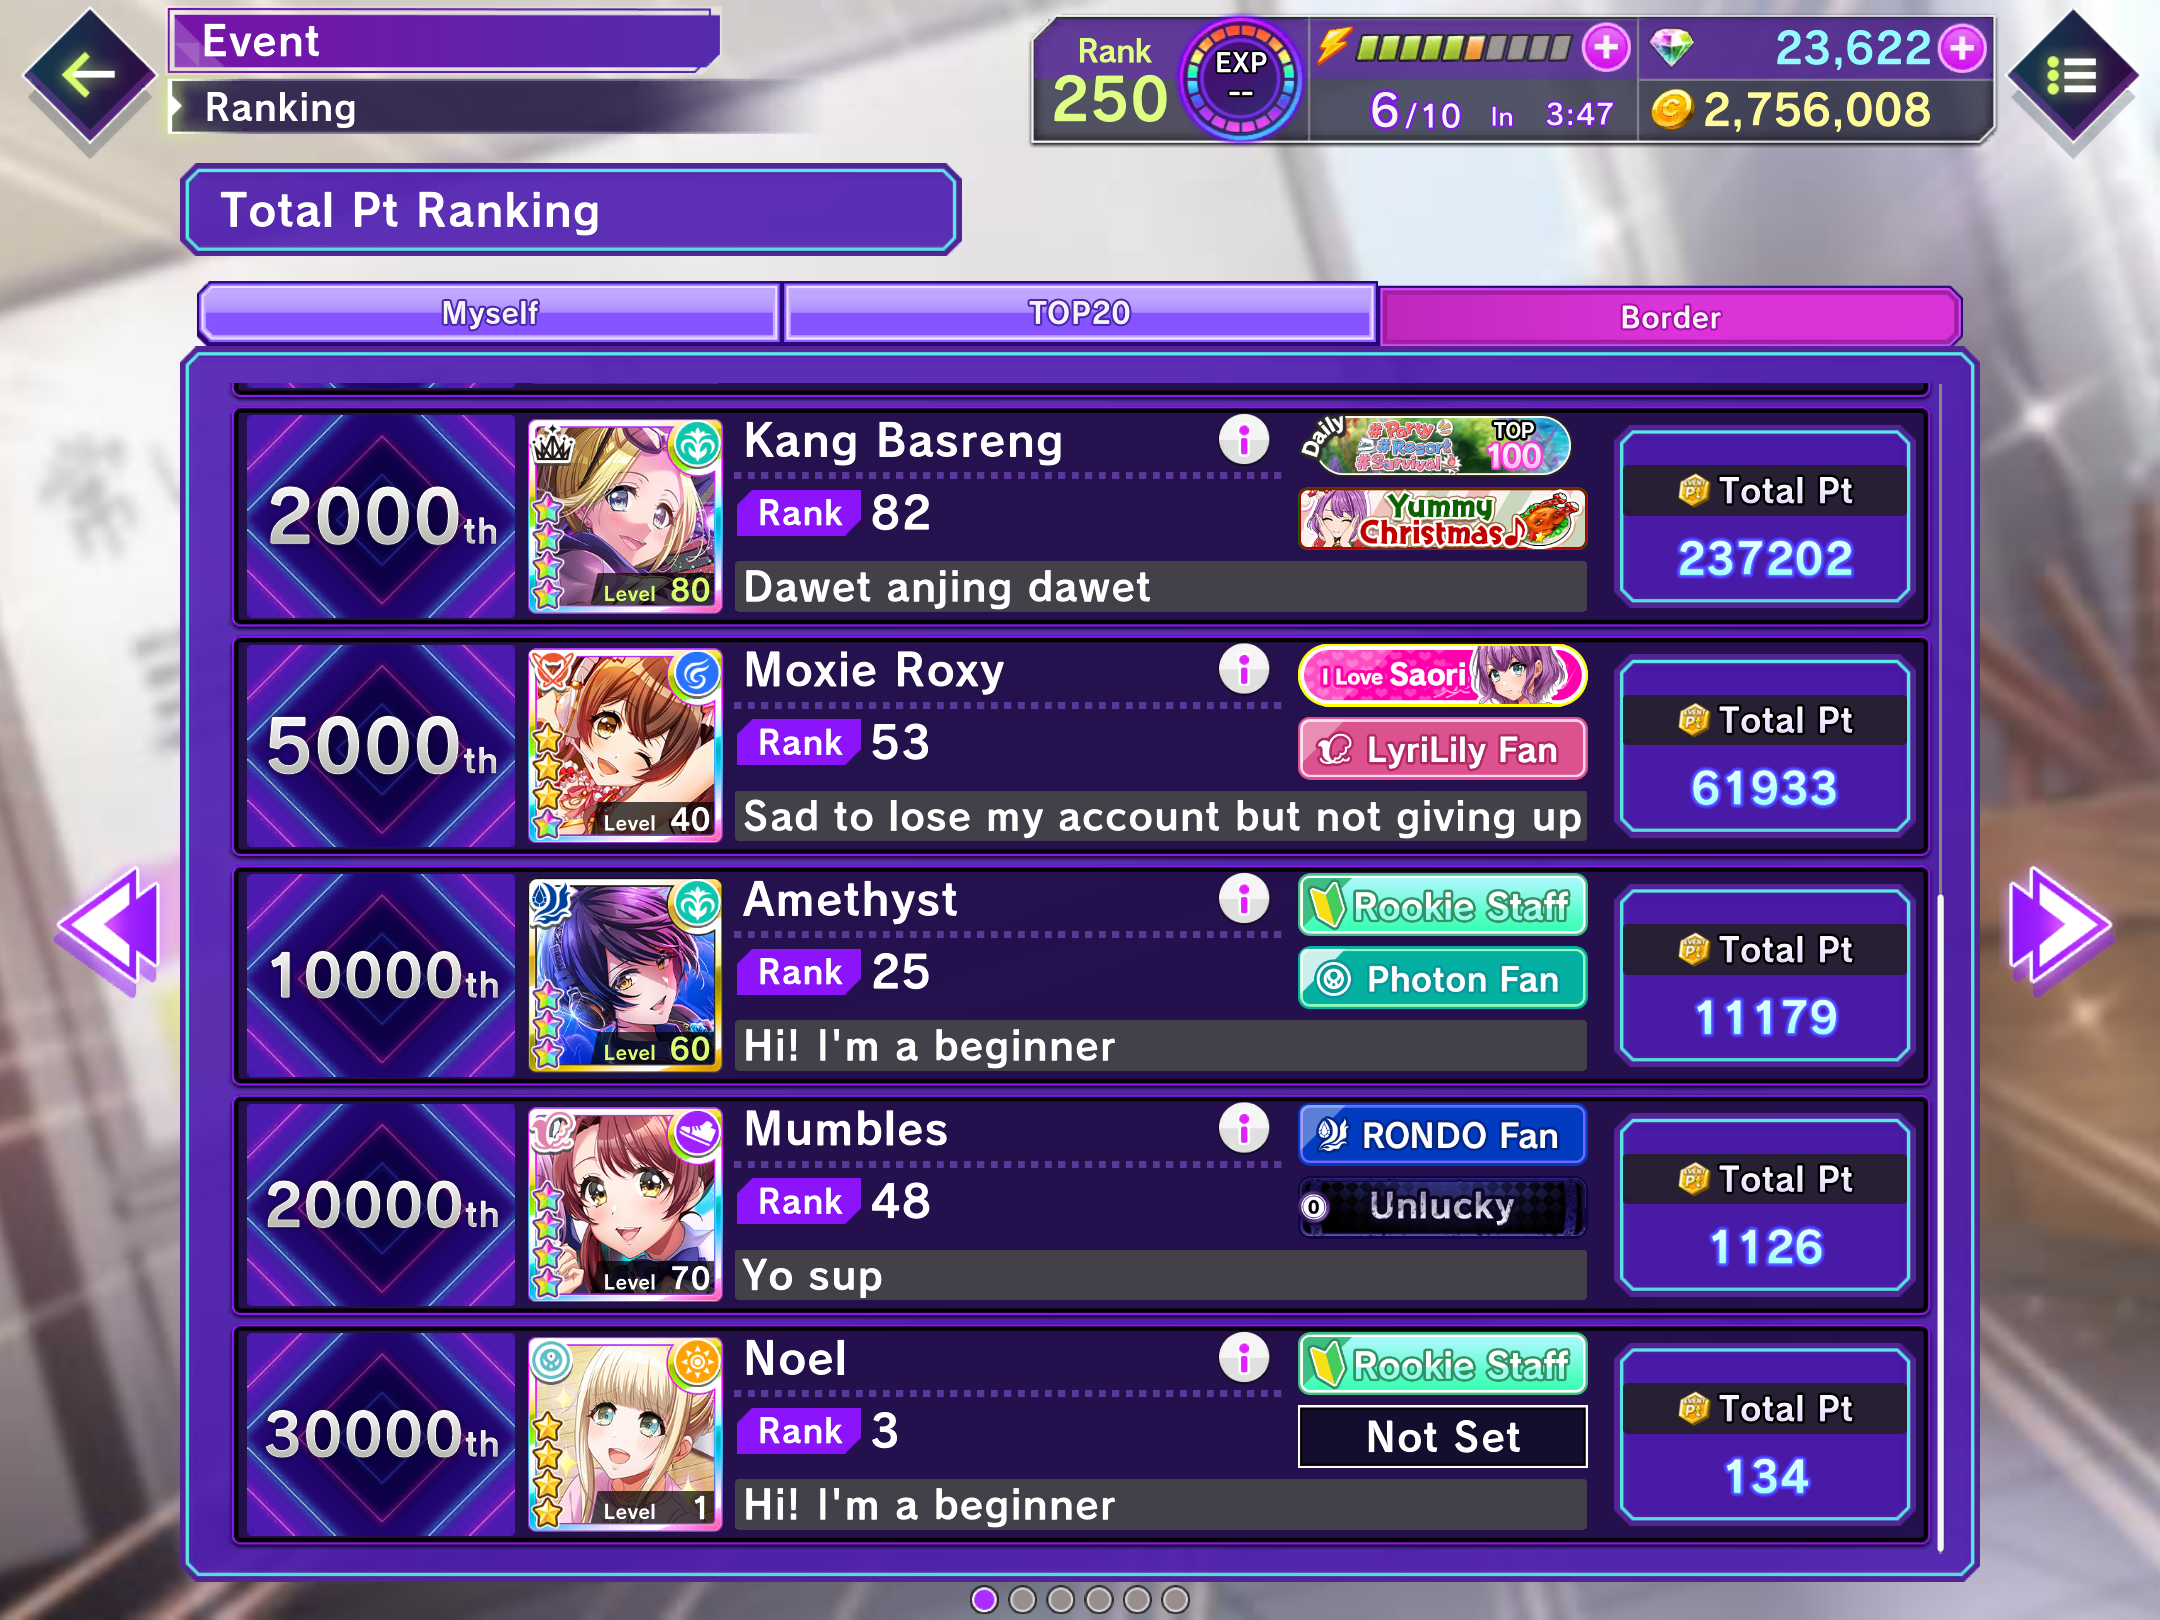 Event
Ranking
Rank
250
EXP
--
6/10 In 3:47
23,622
2,756,008
Total Pt Ranking
Myself
TOP20
Border
2000th
Level 80
Kang Basreng
Rank 82
Dawet anjing dawet
Daily
#Party
#Resort
#Survival
TOP
100
Yummy
Christmas♪
Total Pt
237202
5000th
Level 40
Moxie Roxy
Rank 53
Sad to lose my account but not giving up
I Love Saori
LyriLily Fan
Total Pt
61933
10000th
Level 60
Amethyst
Rank 25
Hi! I'm a beginner
Rookie Staff
Photon Fan
Total Pt
11179
20000th
Level 70
Mumbles
Rank 48
Yo sup
RONDO Fan
0 Unlucky
Total Pt
1126
30000th
Level 1
Noel
Rank 3
Hi! I'm a beginner
Rookie Staff
Not Set
Total Pt
134